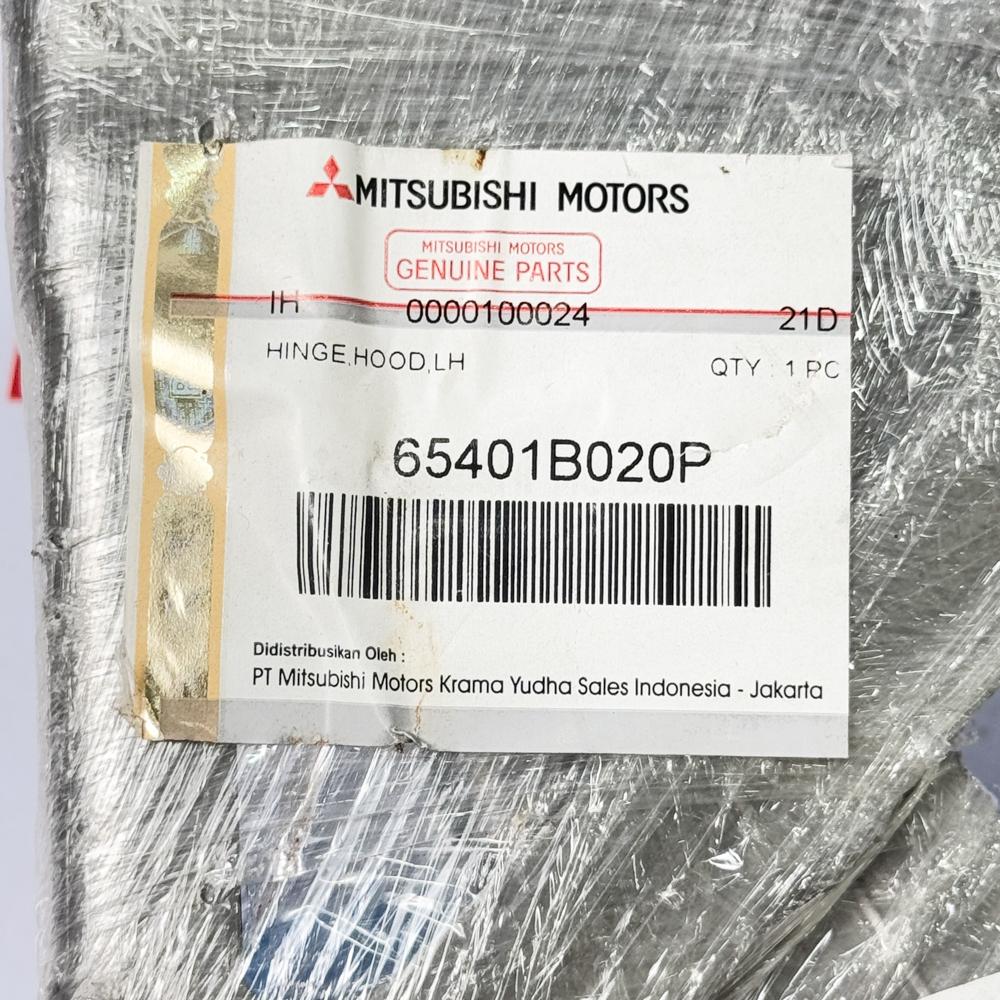 MITSUBISHI MOTORS
MITSUBISHI MOTORS
GENUINE PARTS
IH 0000100024 21D
HINGE,HOOD,LH QTY : 1 PC
65401B020P
Didistribusikan Oleh :
PT Mitsubishi Motors Krama Yudha Sales Indonesia - Jakarta